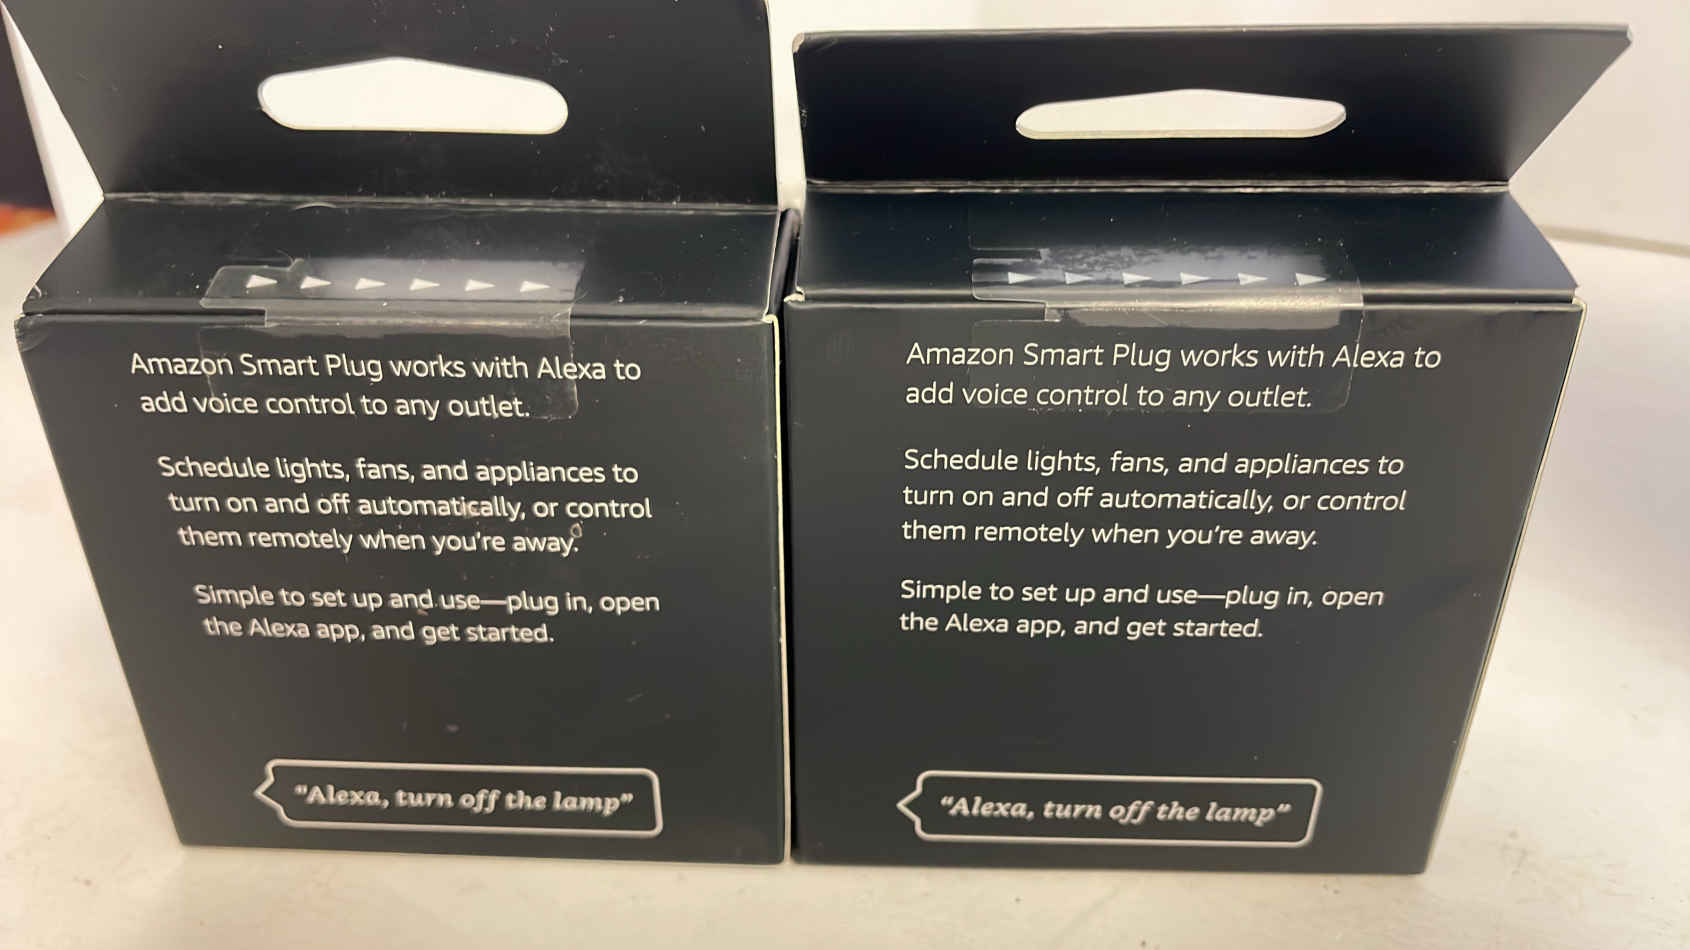 Amazon Smart Plug works with Alexa to
add voice control to any outlet.
Schedule lights, fans, and appliances to
turn on and off automatically, or control
them remotely when you're away.
Simple to set up and use—plug in, open
the Alexa app, and get started.
"Alexa, turn off the lamp"
Amazon Smart Plug works with Alexa to
add voice control to any outlet.
Schedule lights, fans, and appliances to
turn on and off automatically, or control
them remotely when you're away.
Simple to set up and use—plug in, open
the Alexa app, and get started.
"Alexa, turn off the lamp"